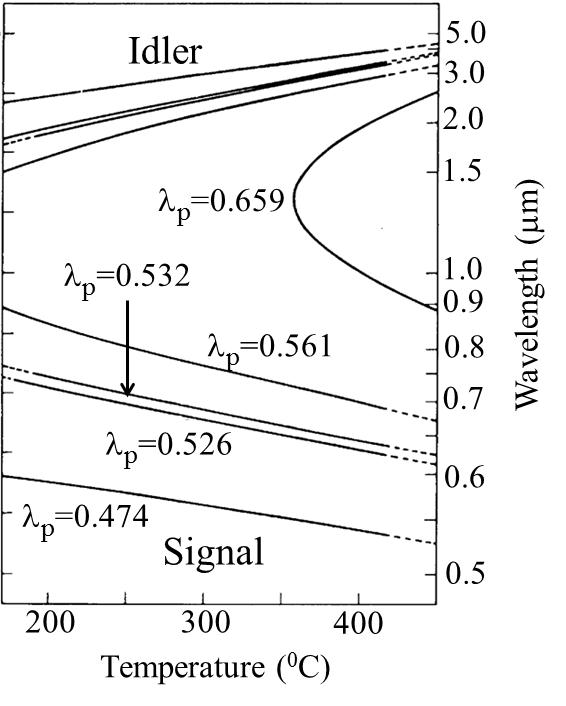 Idler
5.0
3.0
2.0
λp=0.659
1.5
λp=0.532
1.0
0.9
λp=0.561
0.8
0.7
λp=0.526
0.6
λp=0.474
Signal
0.5
Wavelength (μm)
200 300 400
Temperature (⁰C)